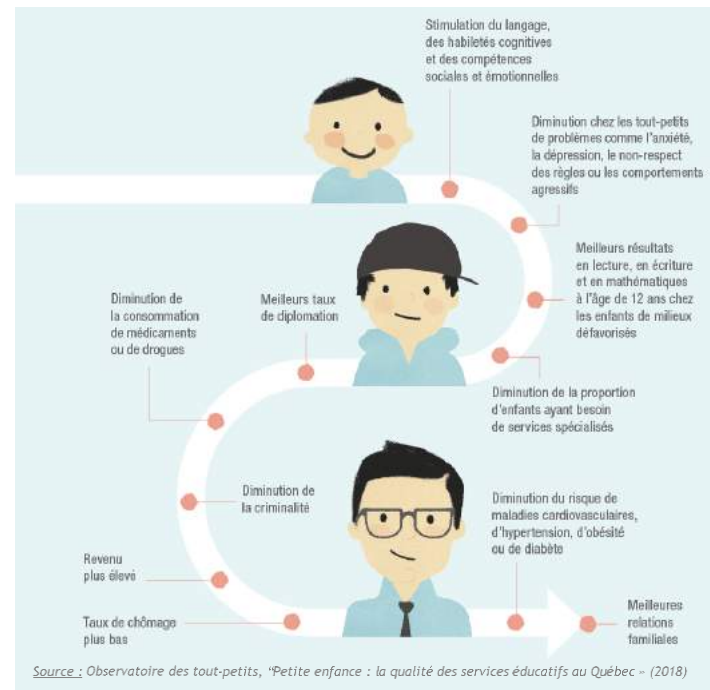 Stimulation du langage,
des habiletés cognitives
et des compétences
sociales et émotionnelles
Diminution chez les tout-petits
de problèmes comme l'anxiété,
la dépression, le non-respect
des règles ou les comportements
agressifs
Meilleurs résultats
en lecture, en écriture
et en mathématiques
à l'âge de 12 ans chez
les enfants de milieux
défavorisés
Diminution de la proportion
d'enfants ayant besoin
de services spécialisés
Meilleurs taux
de diplomation
Diminution de
la consommation
de médicaments
ou de drogues
Diminution de
la criminalité
Revenu
plus élevé
Taux de chômage
plus bas
Diminution du risque de
maladies cardiovasculaires,
d'hypertension, d'obésité
ou de diabète
Meilleures
relations
familiales
Source : Observatoire des tout-petits, "Petite enfance : la qualité des services éducatifs au Québec » (2018)